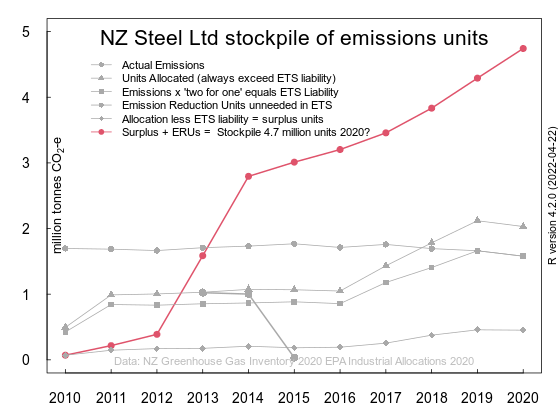 NZ Steel Ltd stockpile of emissions units
Actual Emissions
Units Allocated (always exceed ETS liability)
Emissions x 'two for one' equals ETS Liability
Emission Reduction Units unneeded in ETS
Allocation less ETS liability = surplus units
Surplus + ERUs =  Stockpile 4.7 million units 2020?
million tonnes CO2-e
5
4
3
2
1
0
Data: NZ Greenhouse Gas Inventory 2020 EPA Industrial Allocations 2020
2010 2011 2012 2013 2014 2015 2016 2017 2018 2019 2020
R version 4.2.0 (2022-04-22)